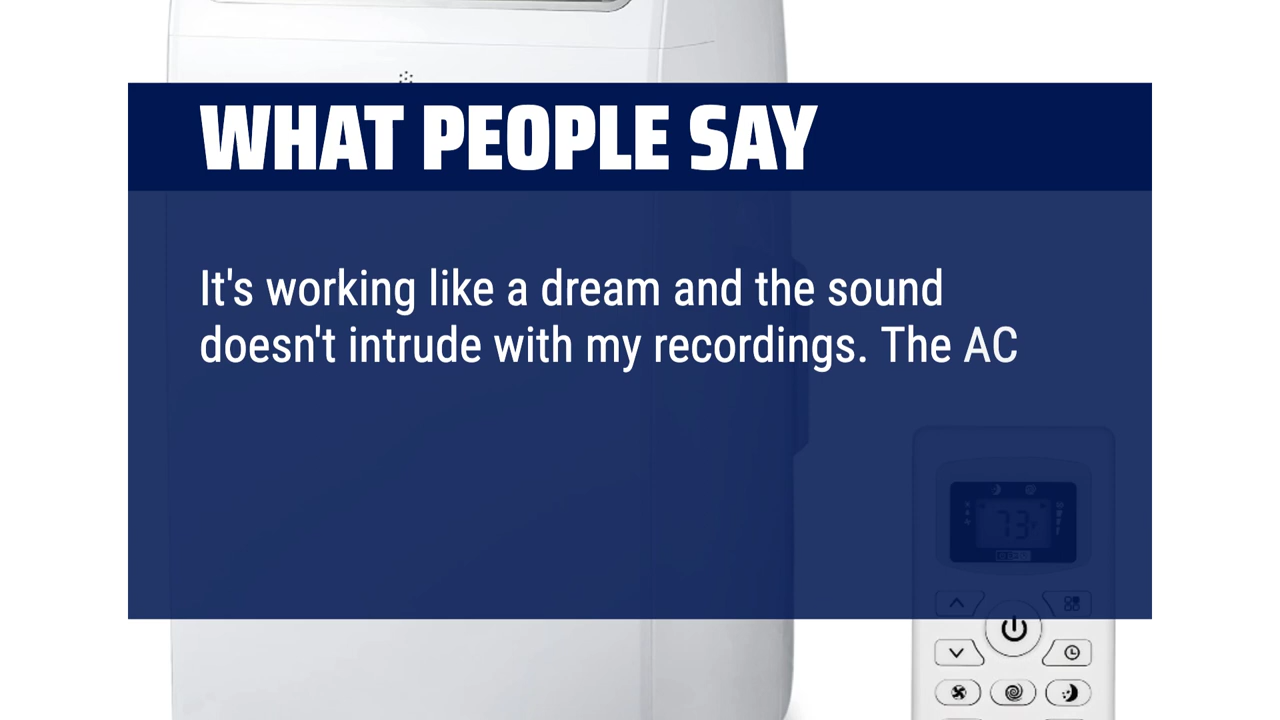 WHAT PEOPLE SAY
It's working like a dream and the sound
doesn't intrude with my recordings. The AC
73